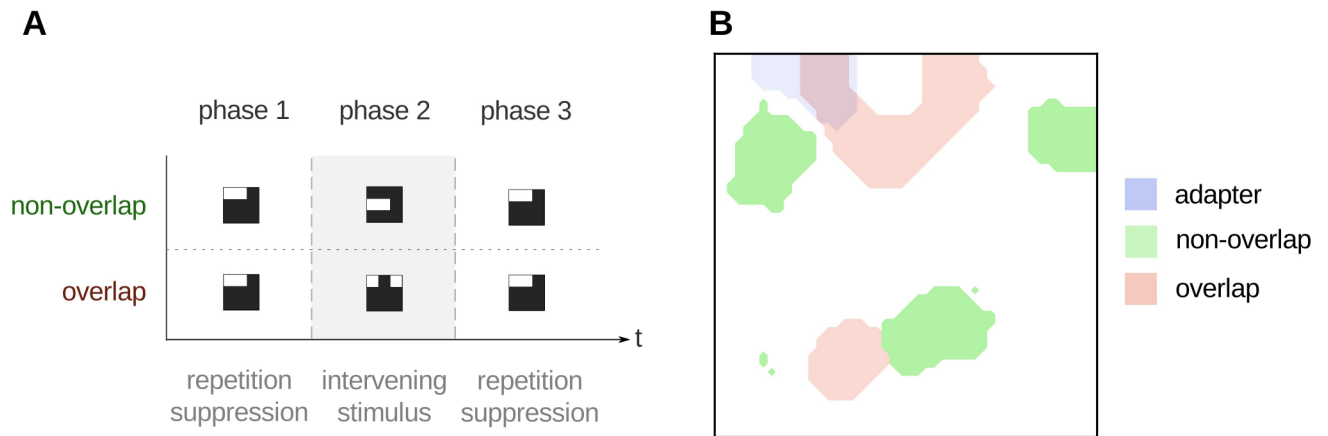 A
phase 1 phase 2 phase 3
non-overlap
overlap
t
repetition suppression
intervening stimulus
repetition suppression
B
adapter
non-overlap
overlap